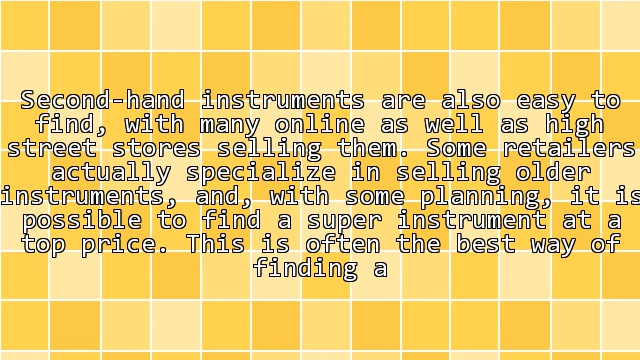 Second-hand instruments are also easy to
find, with many online as well as high
street stores selling them. Some retailers
actually specialize in selling older
instruments, and, with some planning, it is
possible to find a super instrument at a
top price. This is often the best way of
finding a